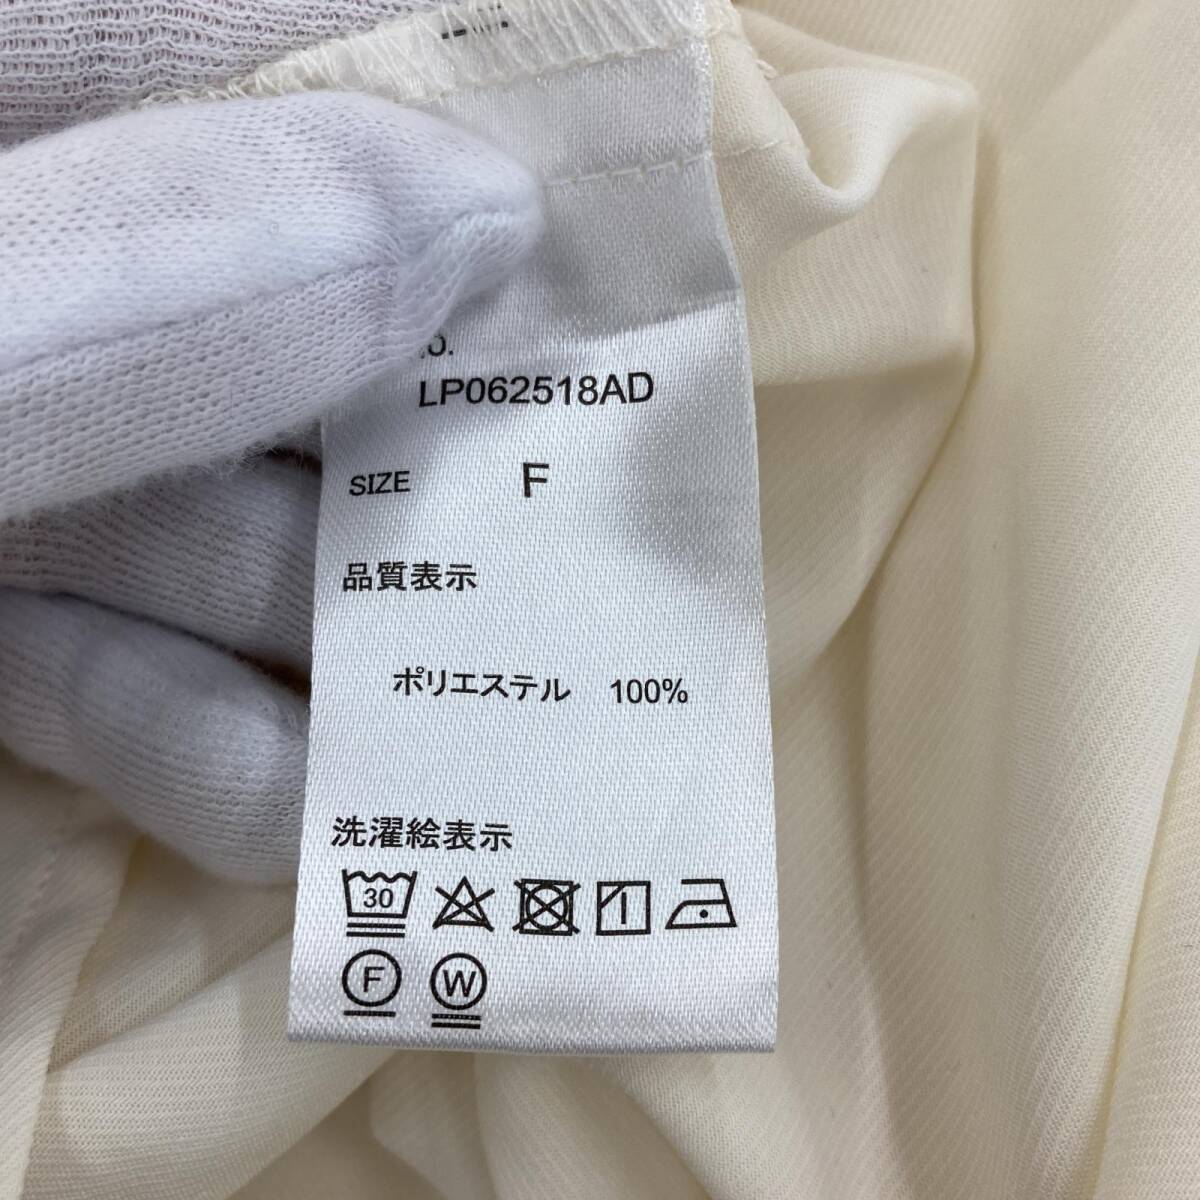 LP062518AD
SIZE F
品質表示
ポリエステル 100%
洗濯絵表示
30
F W